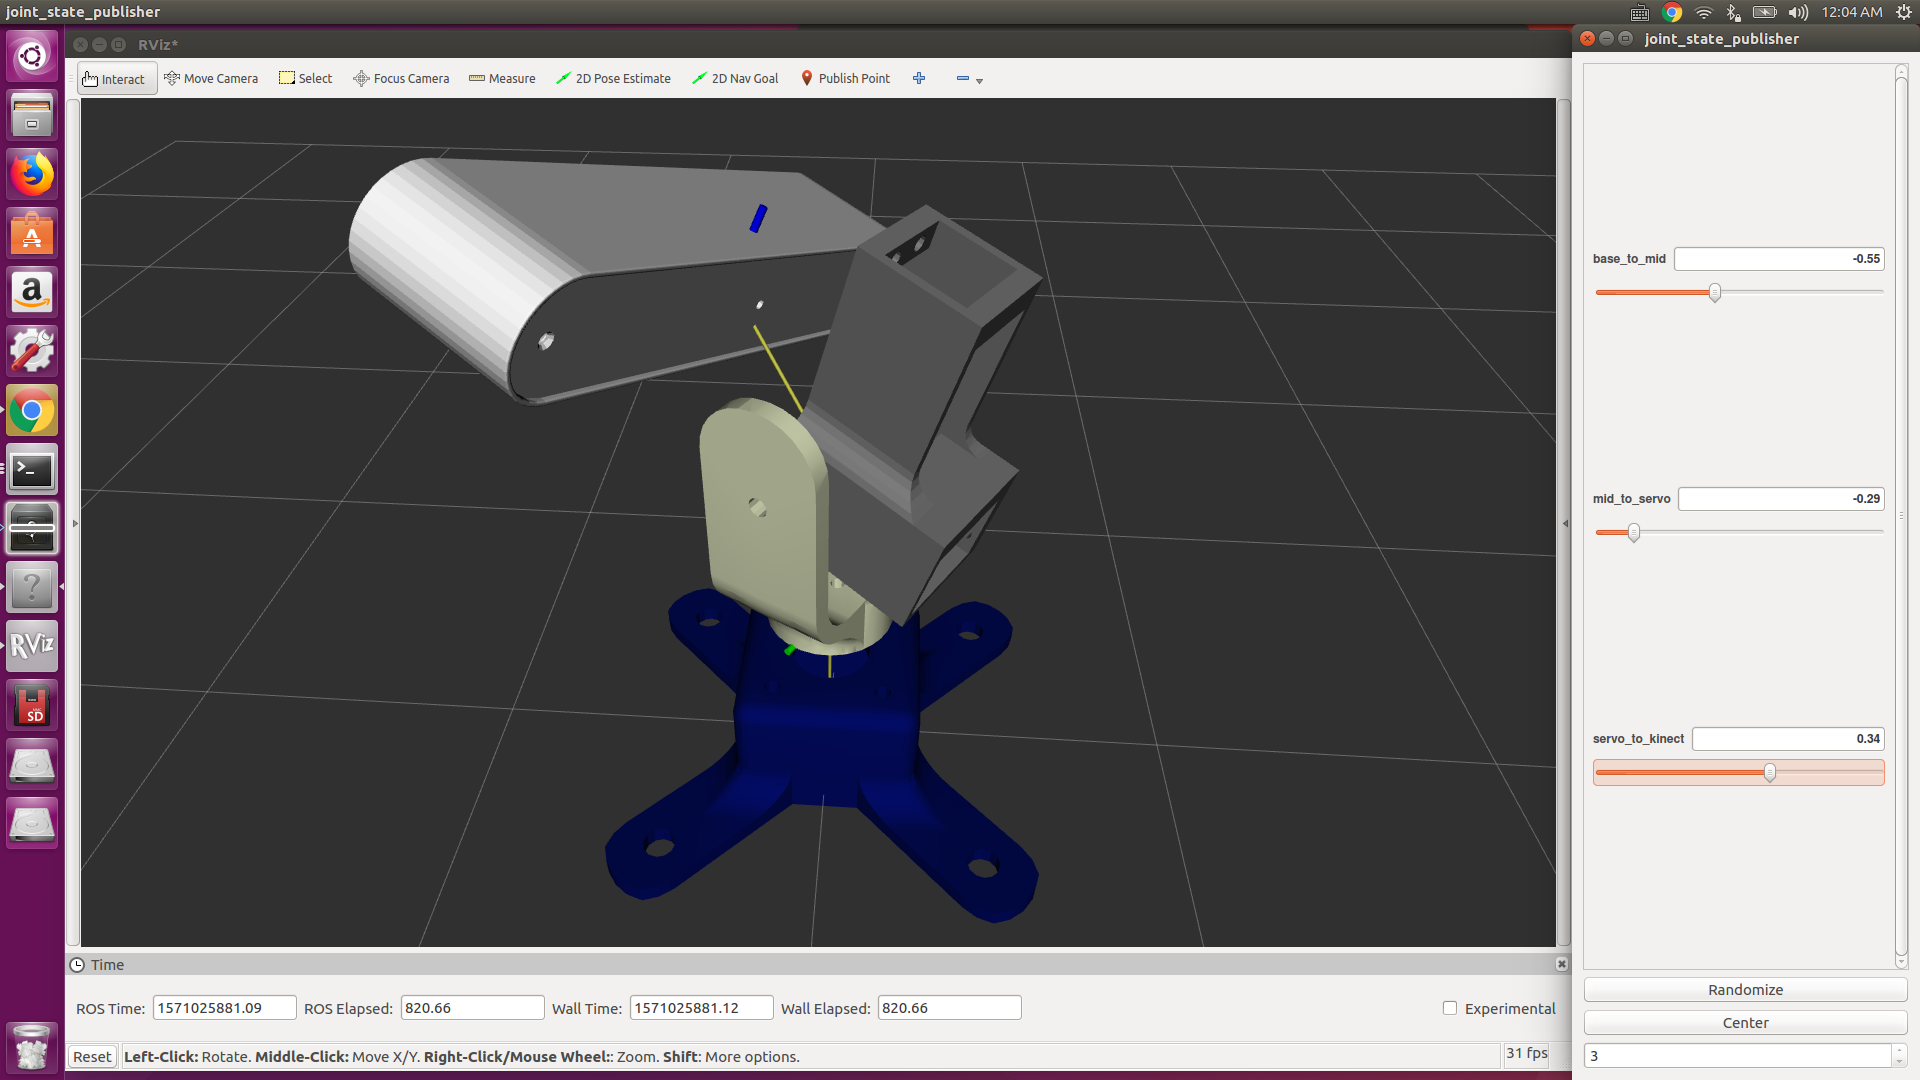 joint_state_publisher
12:04 AM
RViz*
joint_state_publisher
Interact
Move Camera
Select
Focus Camera
Measure
2D Pose Estimate
2D Nav Goal
Publish Point
base_to_mid
-0.55
mid_to_servo
-0.29
servo_to_kinect
0.34
RViz
SD
Time
ROS Time: 1571025881.09 ROS Elapsed: 820.66 Wall Time: 1571025881.12 Wall Elapsed: 820.66
Experimental
Reset
Left-Click: Rotate. Middle-Click: Move X/Y. Right-Click/Mouse Wheel:: Zoom. Shift: More options.
31 fps
Randomize
Center
3